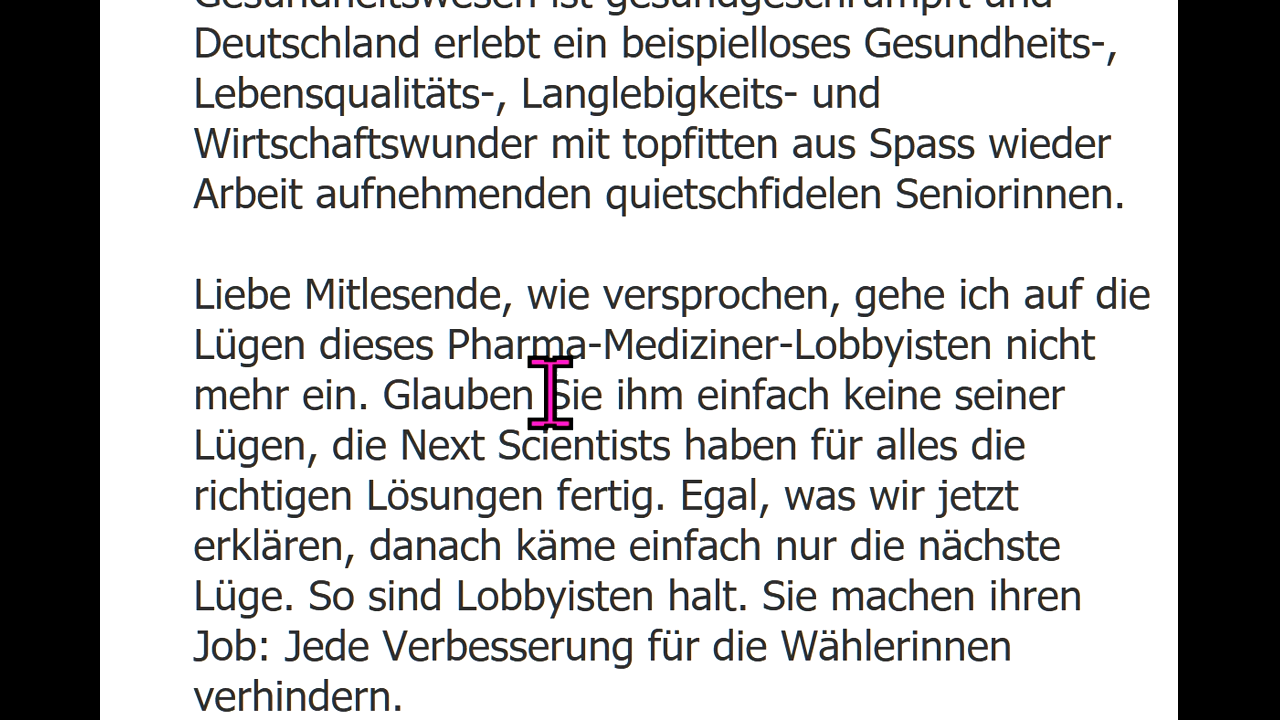 Gesundheitswesen ist gesundgeschrumpft und
Deutschland erlebt ein beispielloses Gesundheits-,
Lebensqualitäts-, Langlebigkeits- und
Wirtschaftswunder mit topfitten aus Spass wieder
Arbeit aufnehmenden quietschfidelen Seniorinnen.
Liebe Mitlesende, wie versprochen, gehe ich auf die
Lügen dieses Pharma-Mediziner-Lobbyisten nicht
mehr ein. Glauben Sie ihm einfach keine seiner
Lügen, die Next Scientists haben für alles die
richtigen Lösungen fertig. Egal, was wir jetzt
erklären, danach käme einfach nur die nächste
Lüge. So sind Lobbyisten halt. Sie machen ihren
Job: Jede Verbesserung für die Wählerinnen
verhindern.